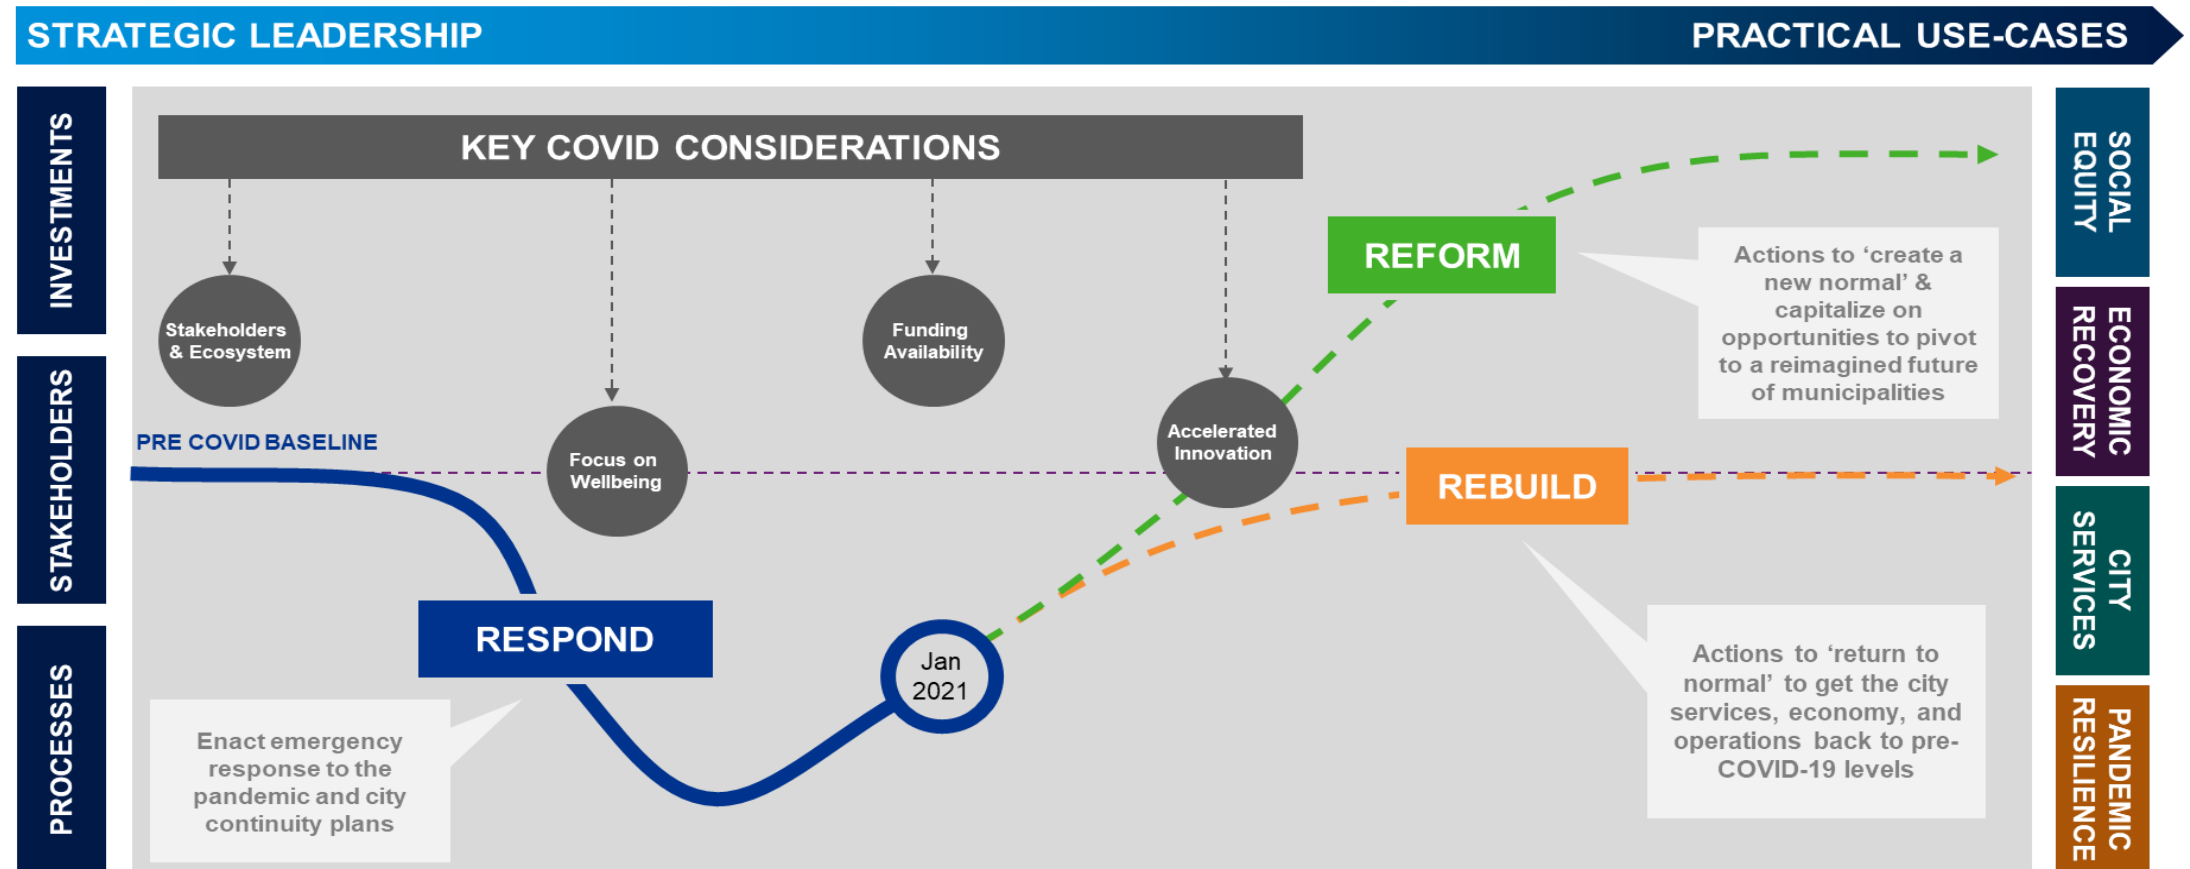 STRATEGIC LEADERSHIP
PRACTICAL USE-CASES
INVESTMENTS
STAKEHOLDERS
PROCESSES
KEY COVID CONSIDERATIONS
Stakeholders
& Ecosystem
Focus on
Wellbeing
Funding
Availability
Accelerated
Innovation
PRE COVID BASELINE
RESPOND
Enact emergency
response to the
pandemic and city
continuity plans
Jan
2021
REFORM
Actions to ‘create a
new normal’ &
capitalize on
opportunities to pivot
to a reimagined future
of municipalities
REBUILD
Actions to ‘return to
normal’ to get the city
services, economy, and
operations back to pre-
COVID-19 levels
SOCIAL
EQUITY
ECONOMIC
RECOVERY
CITY
SERVICES
PANDEMIC
RESILIENCE